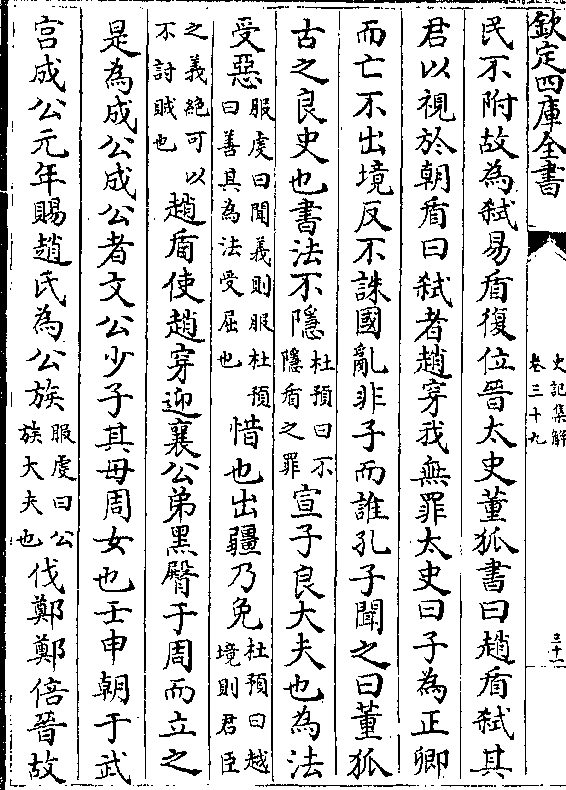 欽定四庫全書
史記集解
卷三十九
三十二
民不附故為弑易盾復位晉太史董狐書曰趙盾弑其
君以視於朝盾曰弑者趙穿我無罪太史曰子為正卿
而亡不出境反不誅國亂非子而誰孔子聞之曰董狐
古之良史也書法不隱杜預曰不隱盾之罪宣子良大夫也為法
受惡服虔曰聞義則服杜預曰善其為法受屈也惜也出疆乃免杜預曰越境則君臣
之義絕可以不討賊也趙盾使趙穿迎襄公弟黑臀于周而立之
是為成公成公者文公少子其母周女也壬申朝于武
宮成公元年賜趙氏為公族服虔曰公族大夫也伐鄭鄭倍晉故